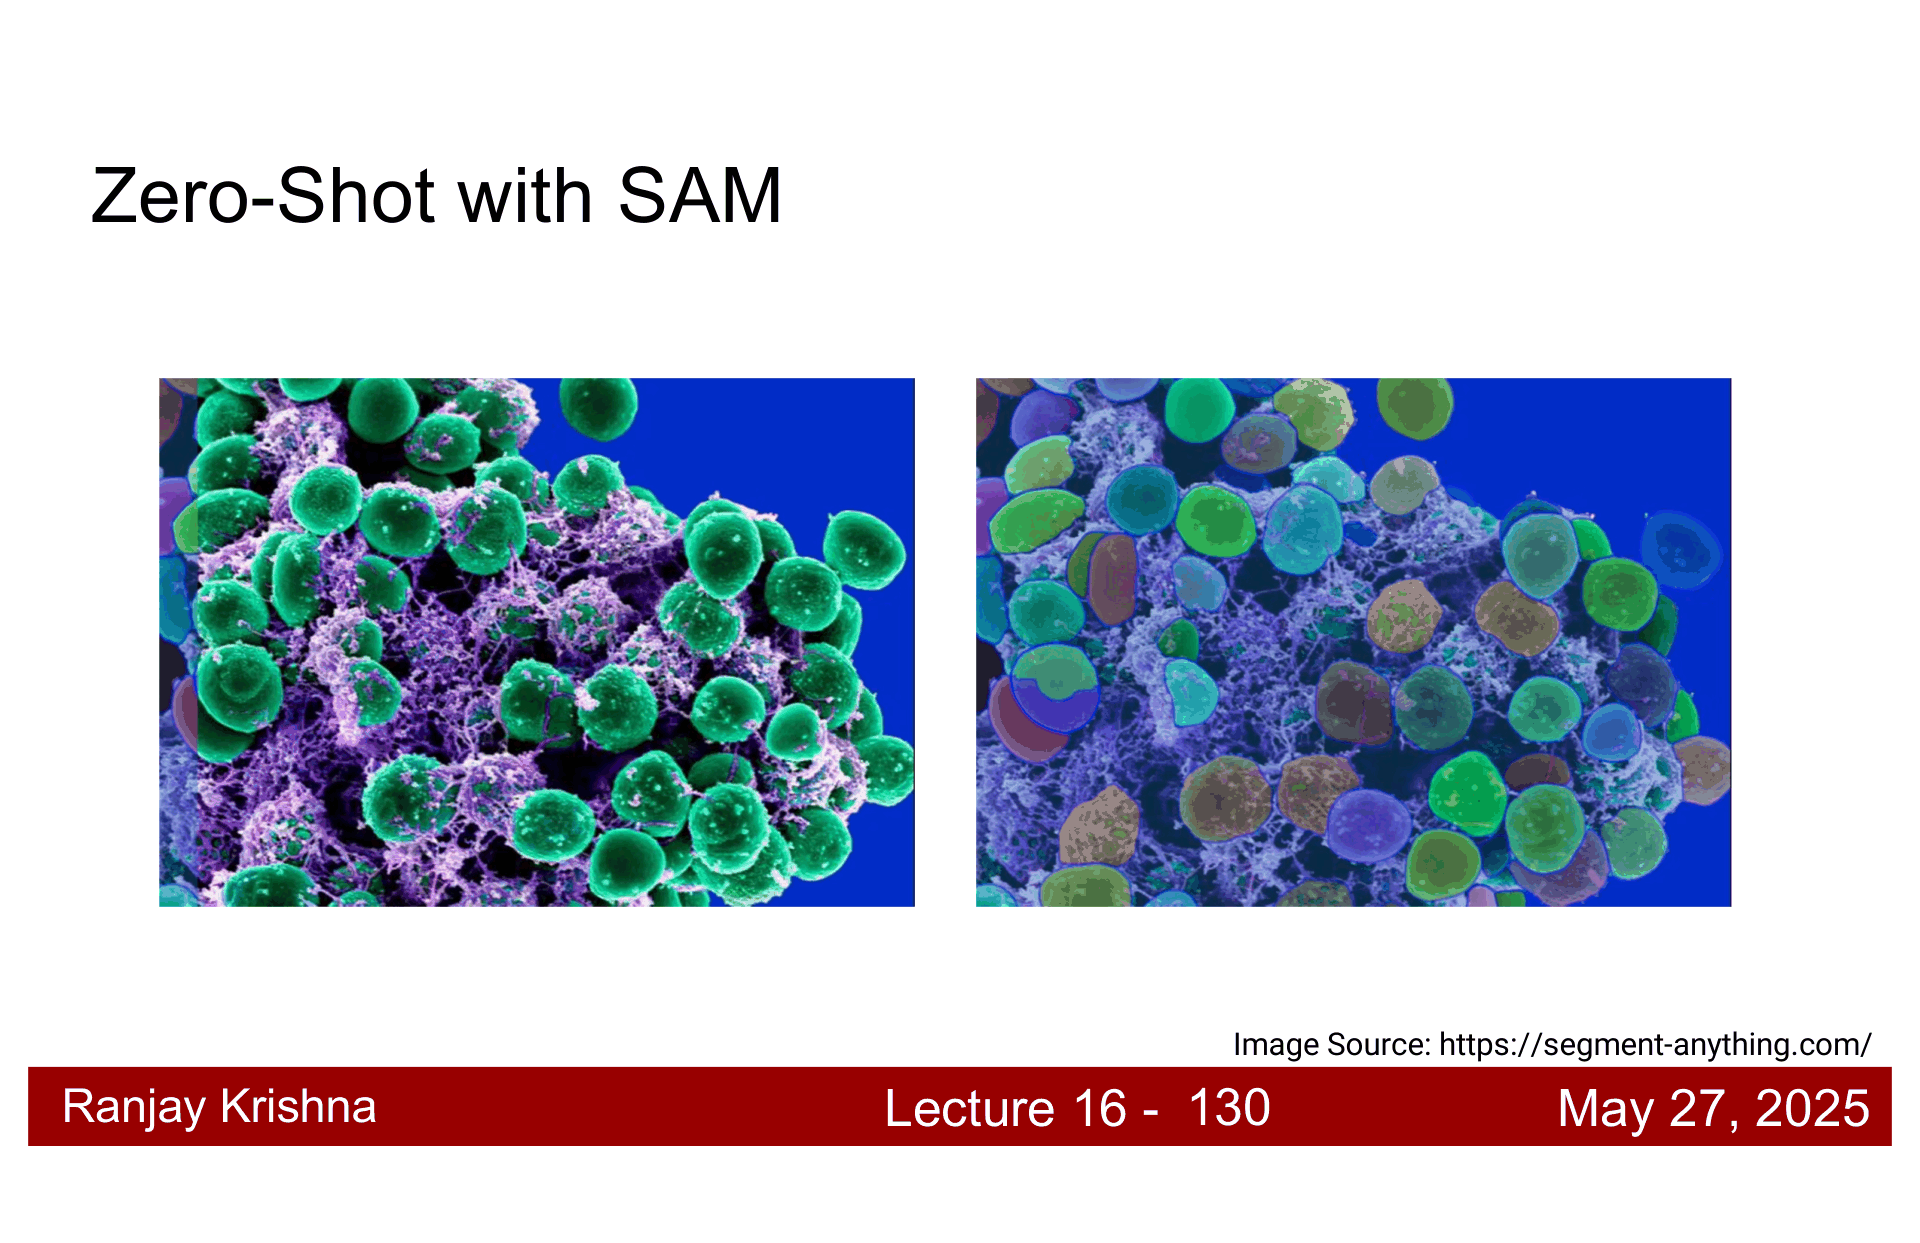 Zero-Shot with SAM
Image Source: https://segment-anything.com/
Ranjay Krishna
Lecture 16 - 130
May 27, 2025